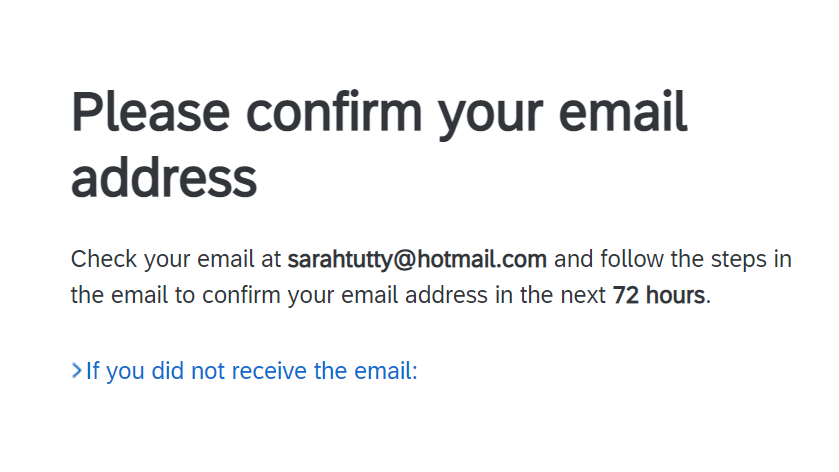 Please confirm your email
address
Check your email at sarahtutty@hotmail.com and follow the steps in
the email to confirm your email address in the next 72 hours.
If you did not receive the email: